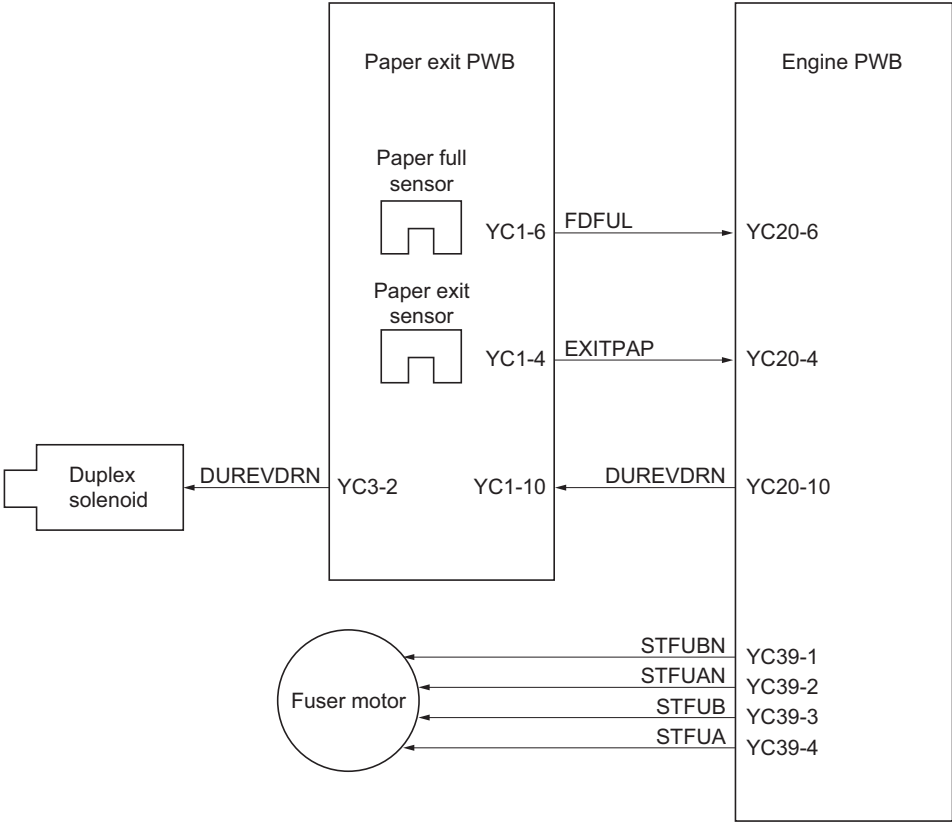 Paper exit PWB
Engine PWB
Paper full
sensor
YC1-6
FDFUL
YC20-6
Paper exit
sensor
YC1-4
EXITPAP
YC20-4
Duplex
solenoid
DUREVDRN
YC3-2
YC1-10
DUREVDRN
YC20-10
Fuser motor
STFUBN
YC39-1
STFUAN
YC39-2
STFUB
YC39-3
STFUA
YC39-4